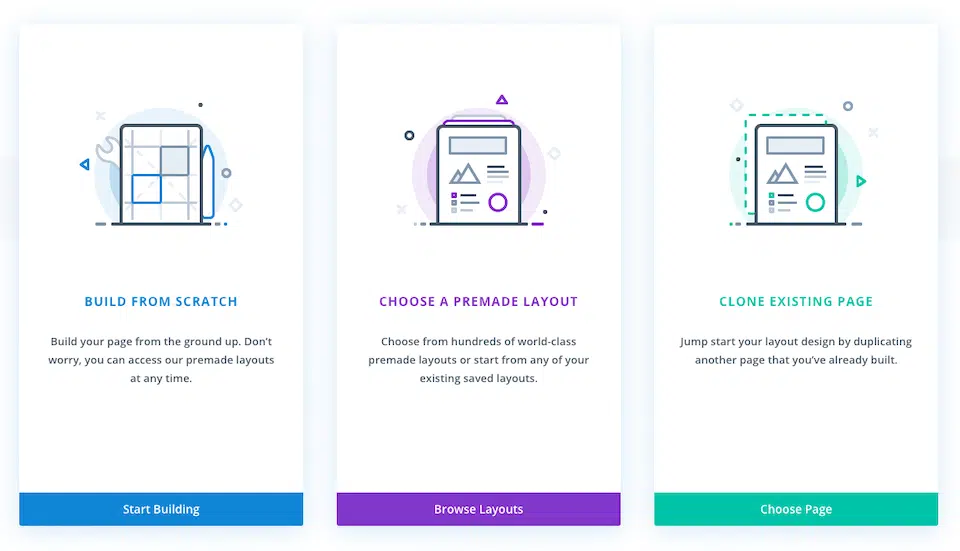 BUILD FROM SCRATCH
Build your page from the ground up. Don't
worry, you can access our premade layouts
at any time.
Start Building
CHOOSE A PREMADE LAYOUT
Choose from hundreds of world-class
premade layouts or start from any of your
existing saved layouts.
Browse Layouts
CLONE EXISTING PAGE
Jump start your layout design by duplicating
another page that you've already built.
Choose Page